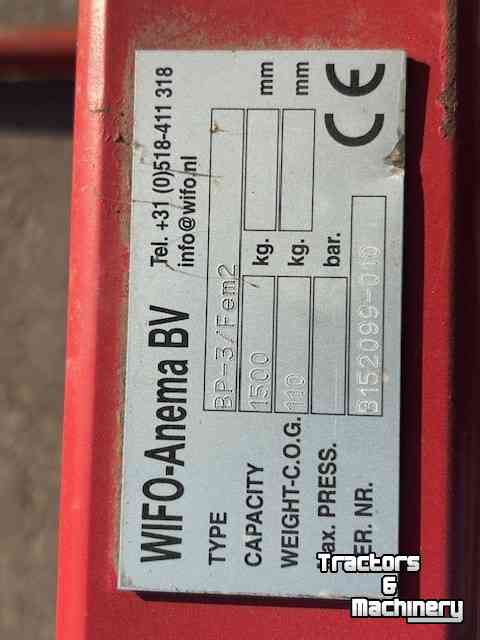 WIFO-Anema BV
Tel. +31 (0)518-411 318
info@wifo.nl
TYPE BP-3/Fem2
CAPACITY 1500 kg. mm
WEIGHT-C.O.G. 110 kg. mm
ax. PRESS. bar.
ER. NR. B152099-010
CE
Tractors
&
Machinery